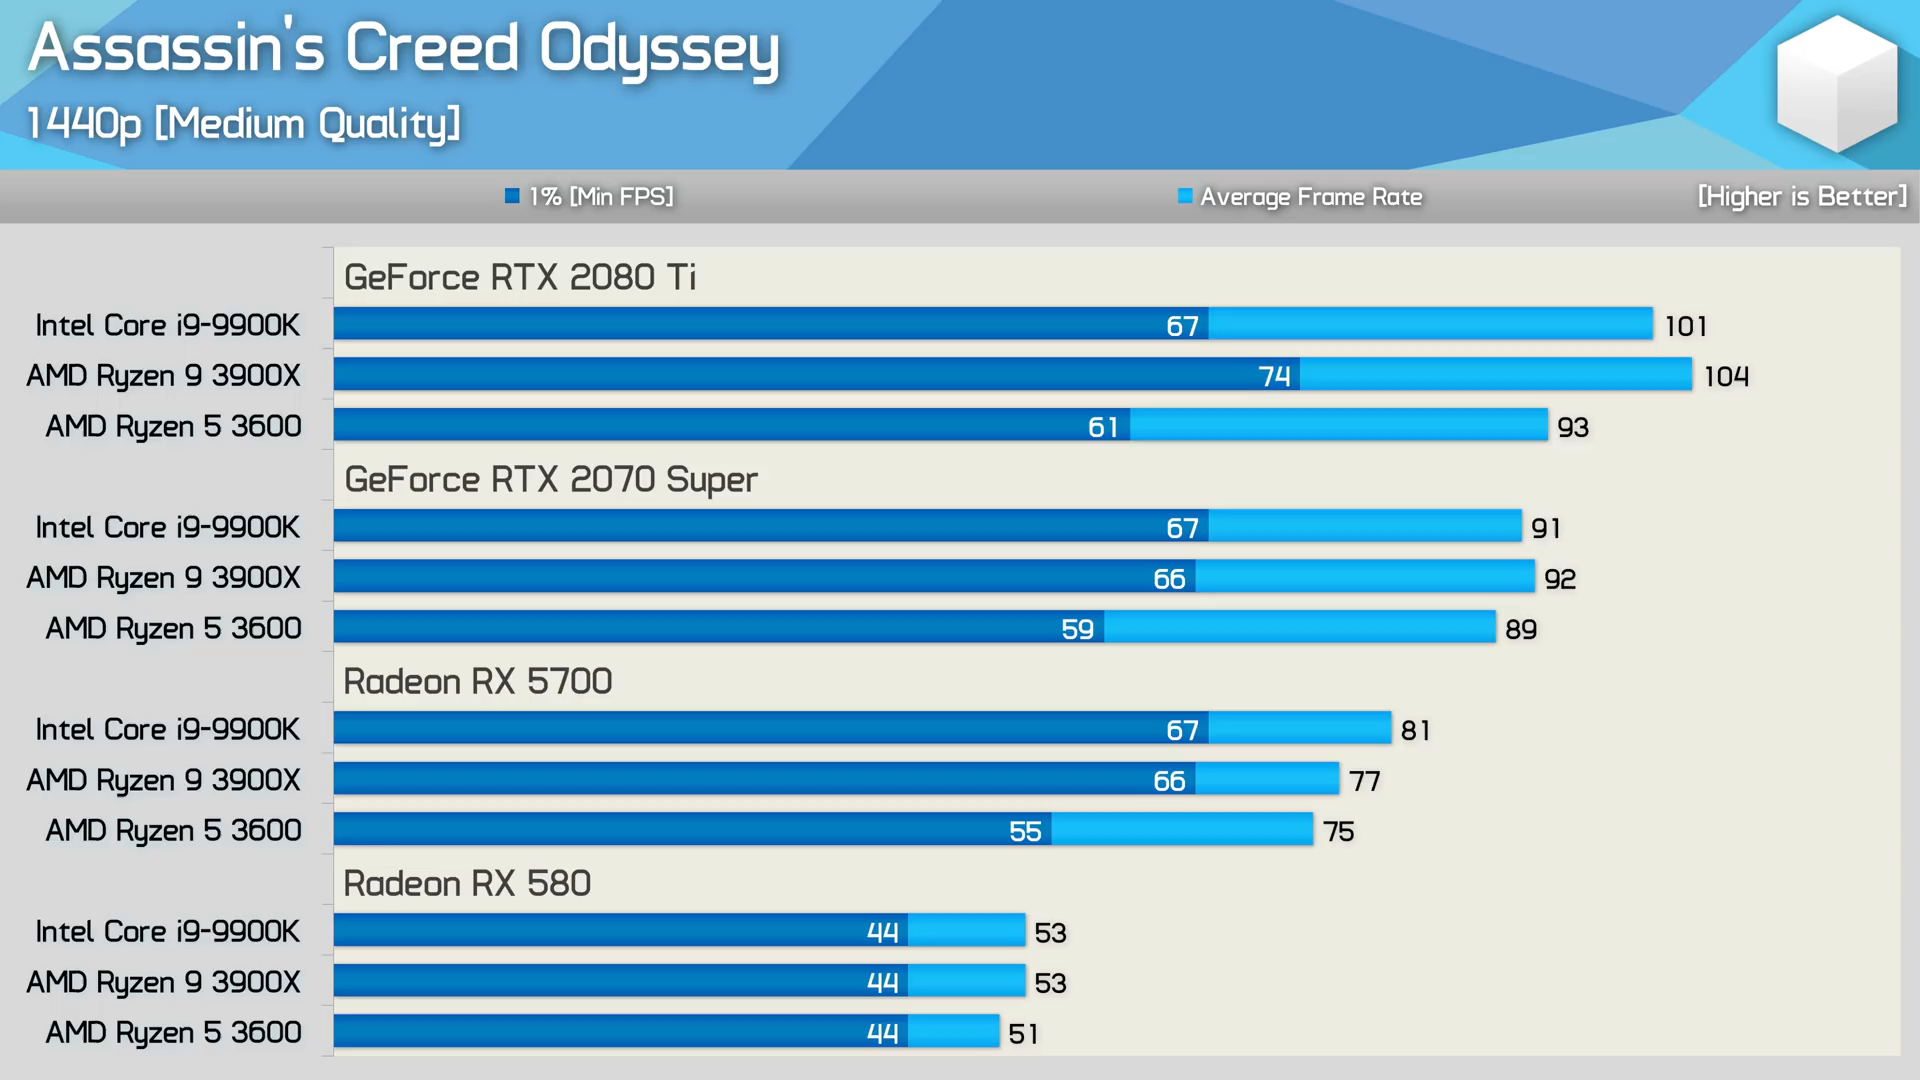 Assassin's Creed Odyssey
1440p [Medium Quality]
1% [Min FPS] Average Frame Rate [Higher is Better]
GeForce RTX 2080 Ti
Intel Core i9-9900K 67 101
AMD Ryzen 9 3900X 74 104
AMD Ryzen 5 3600 61 93
GeForce RTX 2070 Super
Intel Core i9-9900K 67 91
AMD Ryzen 9 3900X 66 92
AMD Ryzen 5 3600 59 89
Radeon RX 5700
Intel Core i9-9900K 67 81
AMD Ryzen 9 3900X 66 77
AMD Ryzen 5 3600 55 75
Radeon RX 580
Intel Core i9-9900K 44 53
AMD Ryzen 9 3900X 44 53
AMD Ryzen 5 3600 44 51